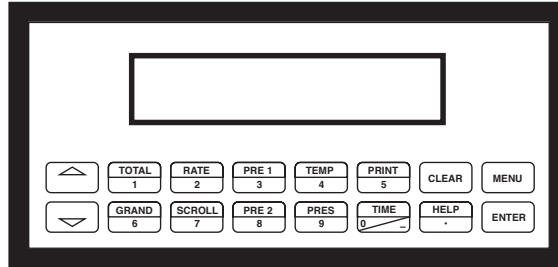 TOTAL RATE PRE 1 TEMP PRINT CLEAR MENU
1 2 3 4 5
GRAND SCROLL PRE 2 PRES TIME HELP ENTER
6 7 8 9 0 – .